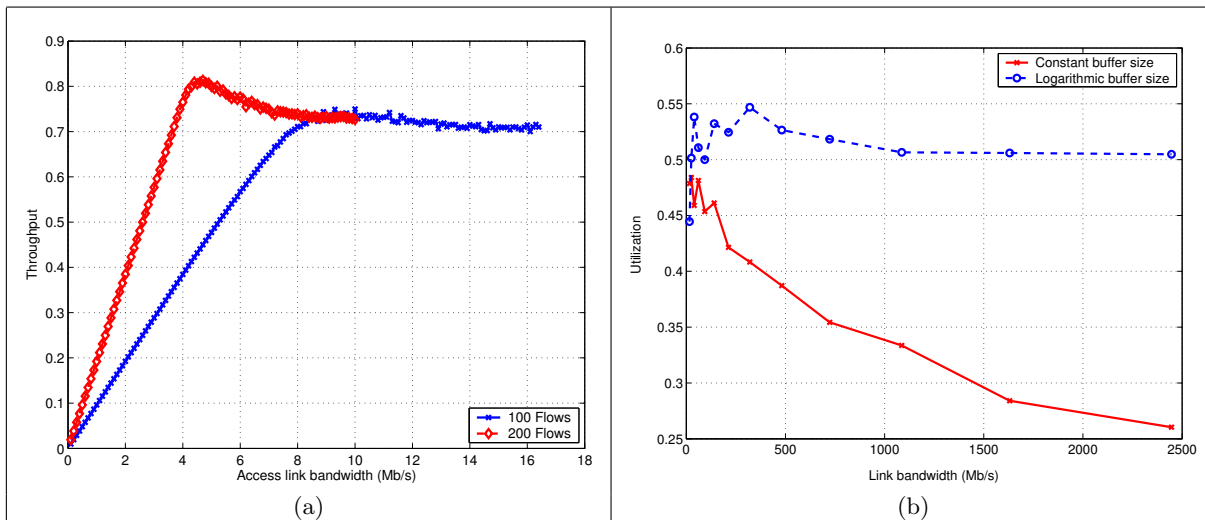 0.9
0.8
0.7
0.6
0.5
0.4
0.3
0.2
0.1
0
Throughput
0 2 4 6 8 10 12 14 16 18
Access link bandwidth (Mb/s)
100 Flows
200 Flows
(a)
0.6
0.55
0.5
0.45
0.4
0.35
0.3
0.25
Utilization
0 500 1000 1500 2000 2500
Link bandwidth (Mb/s)
Constant buffer size
Logarithmic buffer size
(b)